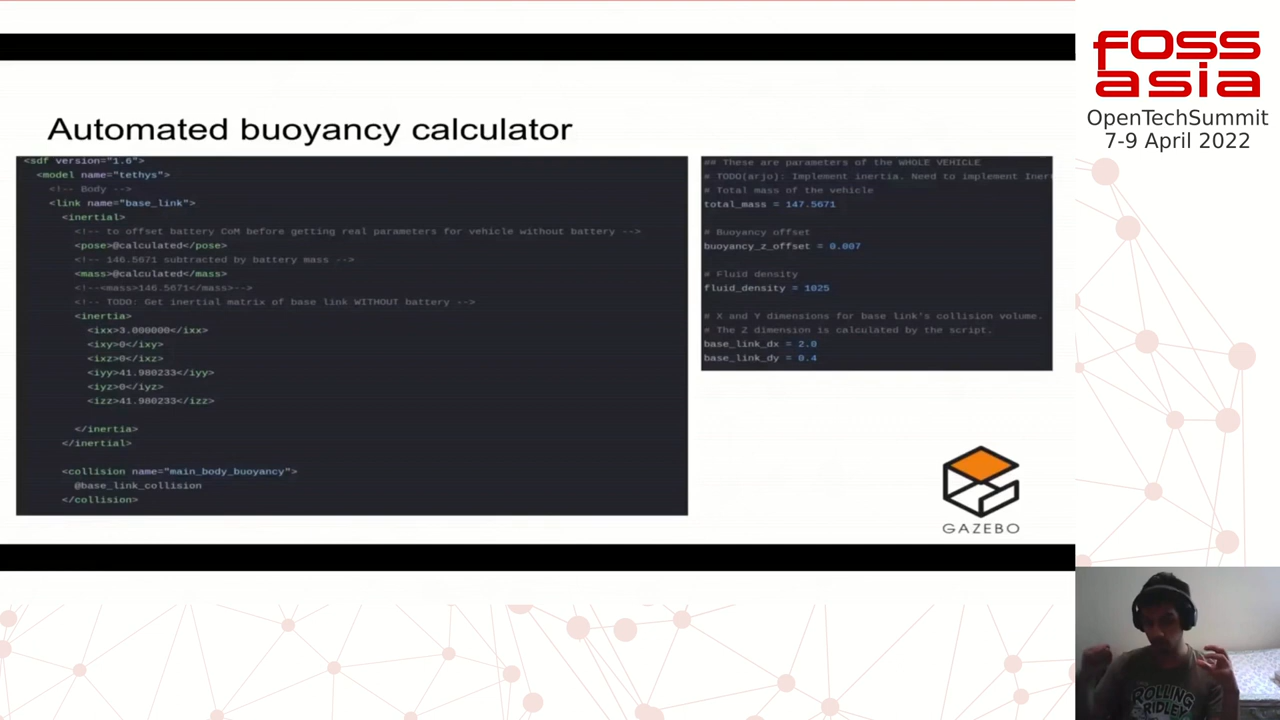 Automated buoyancy calculator
<sdf version="1.6">
<model name="tethys">
<!-- Body -->
<link name="base_link">
<inertial>
<!-- to offset battery CoM before getting real parameters for vehicle without battery -->
<pose>@calculated</pose>
<!-- 146.5671 subtracted by battery mass -->
<mass>@calculated</mass>
<!--<mass>146.5671</mass>-->
<!-- TODO: Get inertial matrix of base link WITHOUT battery -->
<inertia>
<ixx>3.000000</ixx>
<ixy>0</ixy>
<ixz>0</ixz>
<iyy>41.980233</iyy>
<iyz>0</iyz>
<izz>41.980233</izz>
</inertia>
</inertial>
<collision name="main_body_buoyancy">
@base_link_collision
</collision>
## These are parameters of the WHOLE VEHICLE
# TODO(arjo): Implement inertia. Need to implement Iner
# Total mass of the vehicle
total_mass = 147.5671
# Buoyancy offset
buoyancy_z_offset = 0.007
# Fluid density
fluid_density = 1025
# X and Y dimensions for base link's collision volume.
# The Z dimension is calculated by the script.
base_link_dx = 2.0
base_link_dy = 0.4
GAZEBO
FOSS
asia
OpenTechSummit
7-9 April 2022
ROLLING
RIDLEY